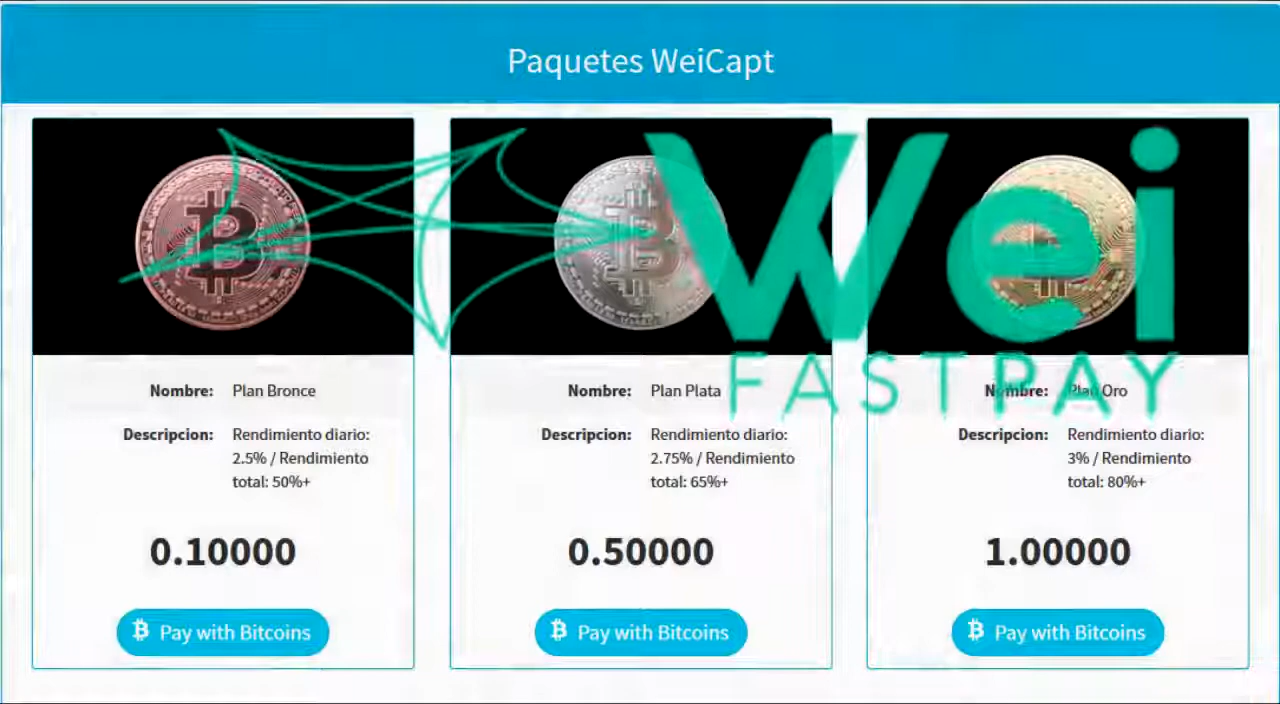 Paquetes WeiCapt
Wei
FASTPAY
Nombre: Plan Bronce
Descripcion: Rendimiento diario:
2.5% / Rendimiento
total: 50%+
0.10000
Pay with Bitcoins
Nombre: Plan Plata
Descripcion: Rendimiento diario:
2.75% / Rendimiento
total: 65%+
0.50000
Pay with Bitcoins
Nombre: Plan Oro
Descripcion: Rendimiento diario:
3% / Rendimiento
total: 80%+
1.00000
Pay with Bitcoins